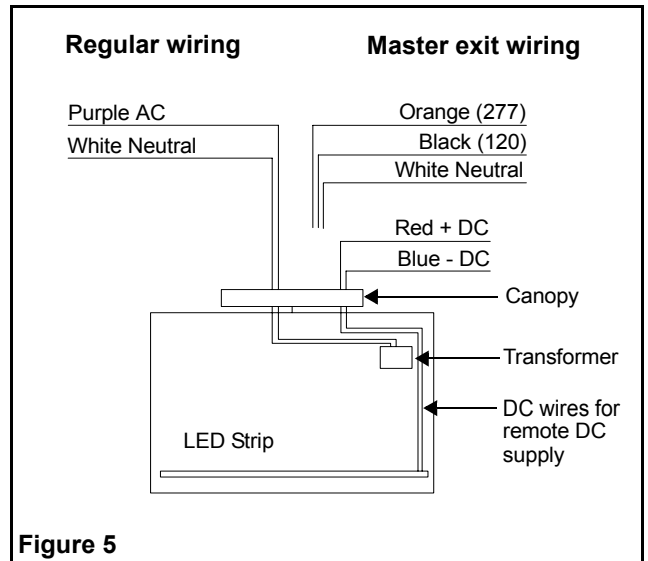 Regular wiring
Master exit wiring
Purple AC
White Neutral
Orange (277)
Black (120)
White Neutral
Red + DC
Blue - DC
Canopy
Transformer
DC wires for
remote DC
supply
LED Strip
Figure 5